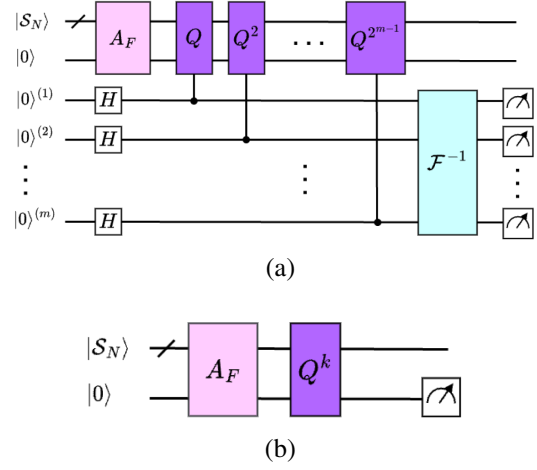 |𝒮_N⟩ A_F Q Q^2 ... Q^{2^{m-1}}
|0⟩
|0⟩^{(1)} H
|0⟩^{(2)} H
ℱ^{-1}
|0⟩^{(m)} H
(a)
|𝒮_N⟩
A_F Q^k
|0⟩
(b)